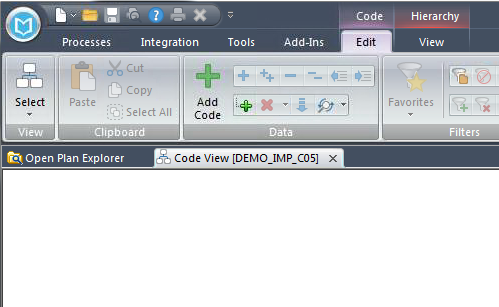 Code Hierarchy
Processes Integration Tools Add-Ins Edit View
Select
Paste
Cut
Copy
Select All
Add
Code
Favorites
View Clipboard Data Filters
Open Plan Explorer Code View [DEMO_IMP_C05]